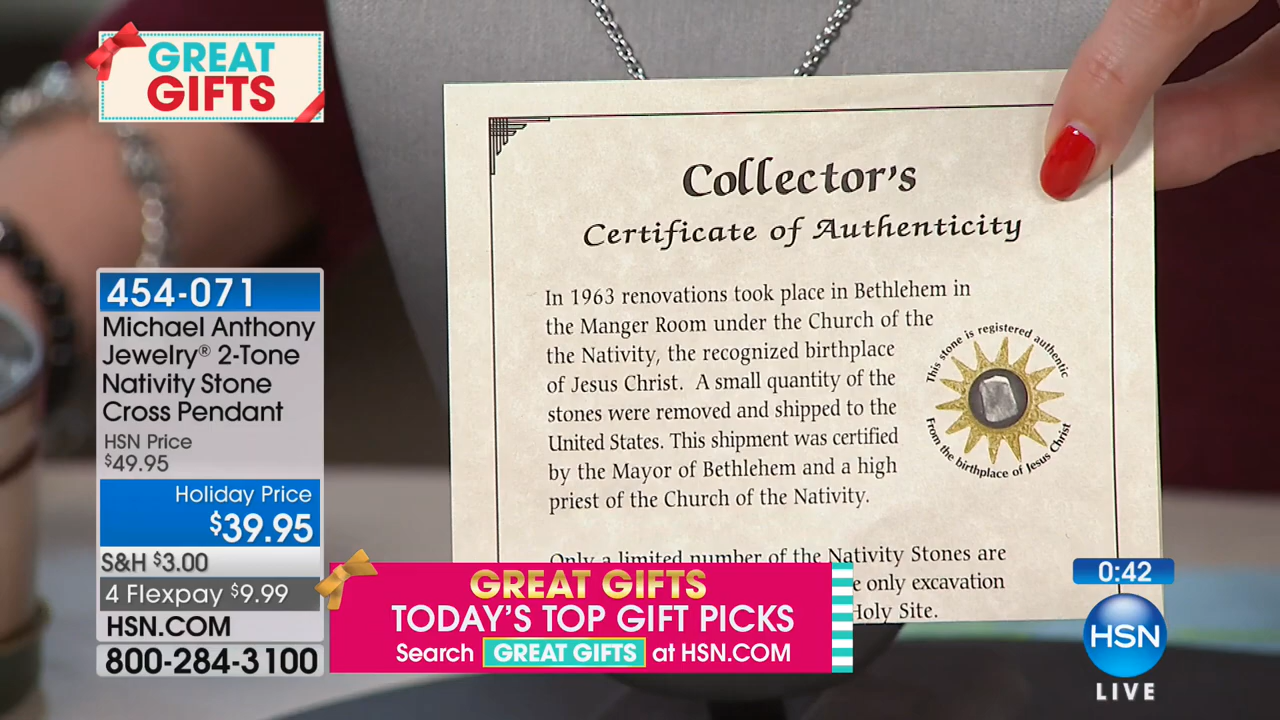 GREAT
GIFTS
454-071
Michael Anthony
Jewelry® 2-Tone
Nativity Stone
Cross Pendant
HSN Price
$49.95
Holiday Price
$39.95
S&H $3.00
4 Flexpay $9.99
HSN.COM
800-284-3100
Collector's
Certificate of Authenticity
In 1963 renovations took place in Bethlehem in
the Manger Room under the Church of the
the Nativity, the recognized birthplace
of Jesus Christ. A small quantity of the
stones were removed and shipped to the
United States. This shipment was certified
by the Mayor of Bethlehem and a high
priest of the Church of the Nativity.
Only a limited number of the Nativity Stones are
only excavation
Holy Site.
This stone is registered authentic
From the birthplace of Jesus Christ
GREAT GIFTS
TODAY'S TOP GIFT PICKS
Search GREAT GIFTS at HSN.COM
0:42
HSN
LIVE